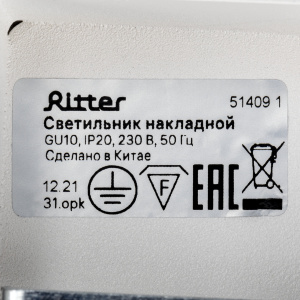 Ritter 51409 1
Светильник накладной
GU10, IP20, 230 В, 50 Гц
Сделано в Китае
12.21
31.opk
F
EAC